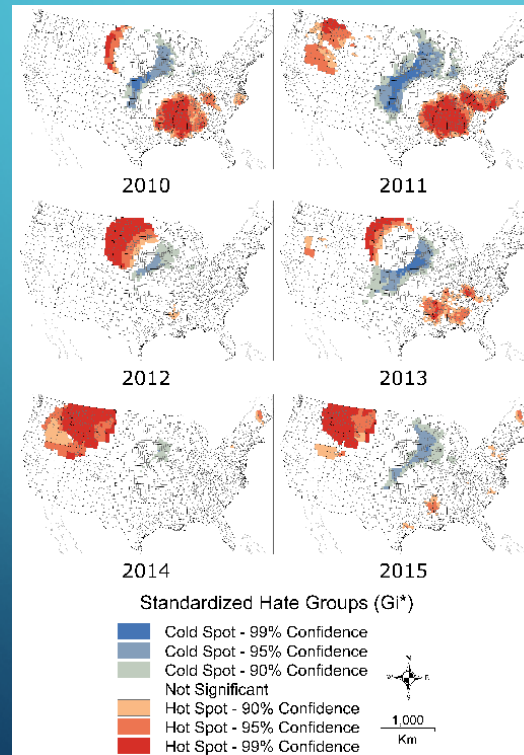 2010
2011
2012
2013
2014
2015
Standardized Hate Groups (Gi*)
Cold Spot - 99% Confidence
Cold Spot - 95% Confidence
Cold Spot - 90% Confidence
Not Significant
Hot Spot - 90% Confidence
Hot Spot - 95% Confidence
Hot Spot - 99% Confidence
N
W
E
S
1,000
Km